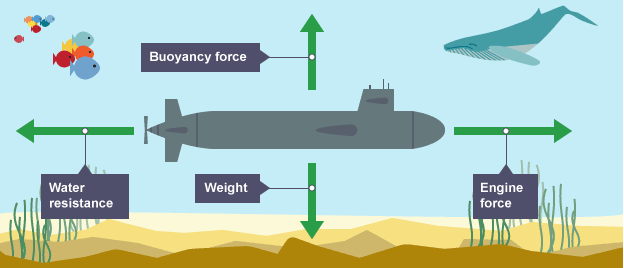 Buoyancy force
Water
resistance
Weight
Engine
force